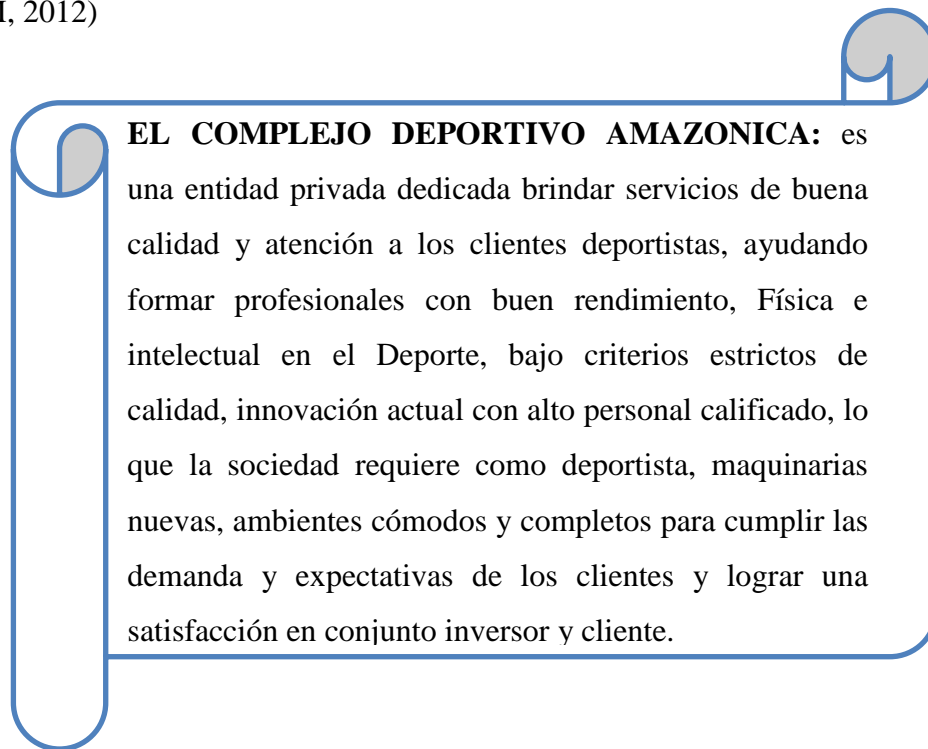 I, 2012)
EL COMPLEJO DEPORTIVO AMAZONICA: es
una entidad privada dedicada brindar servicios de buena
calidad y atención a los clientes deportistas, ayudando
formar profesionales con buen rendimiento, Física e
intelectual en el Deporte, bajo criterios estrictos de
calidad, innovación actual con alto personal calificado, lo
que la sociedad requiere como deportista, maquinarias
nuevas, ambientes cómodos y completos para cumplir las
demanda y expectativas de los clientes y lograr una
satisfacción en conjunto inversor y cliente.